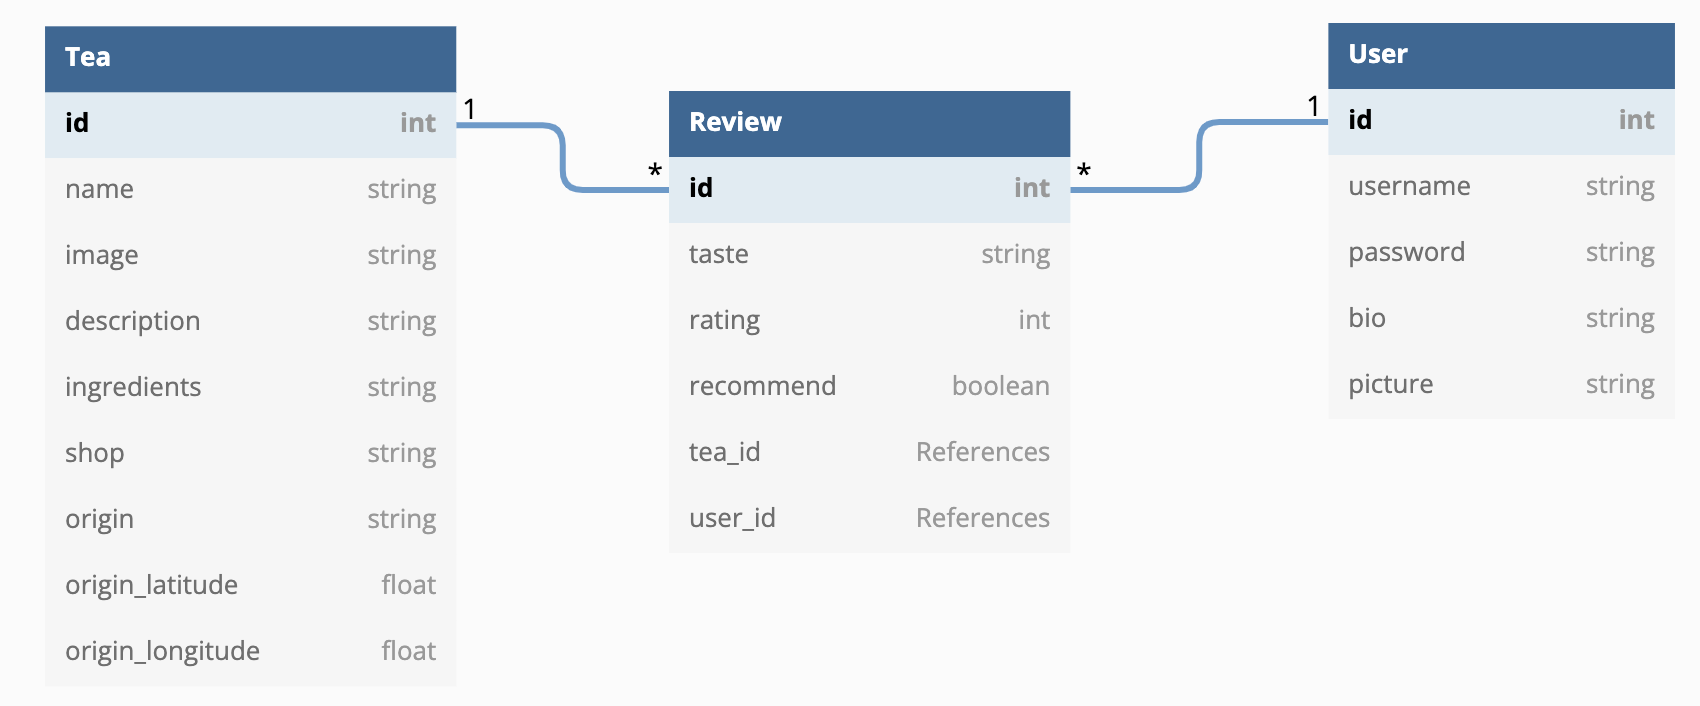 Tea
id int
name string
image string
description string
ingredients string
shop string
origin string
origin_latitude float
origin_longitude float
1
*
Review
id int
taste string
rating int
recommend boolean
tea_id References
user_id References
*
1
User
id int
username string
password string
bio string
picture string